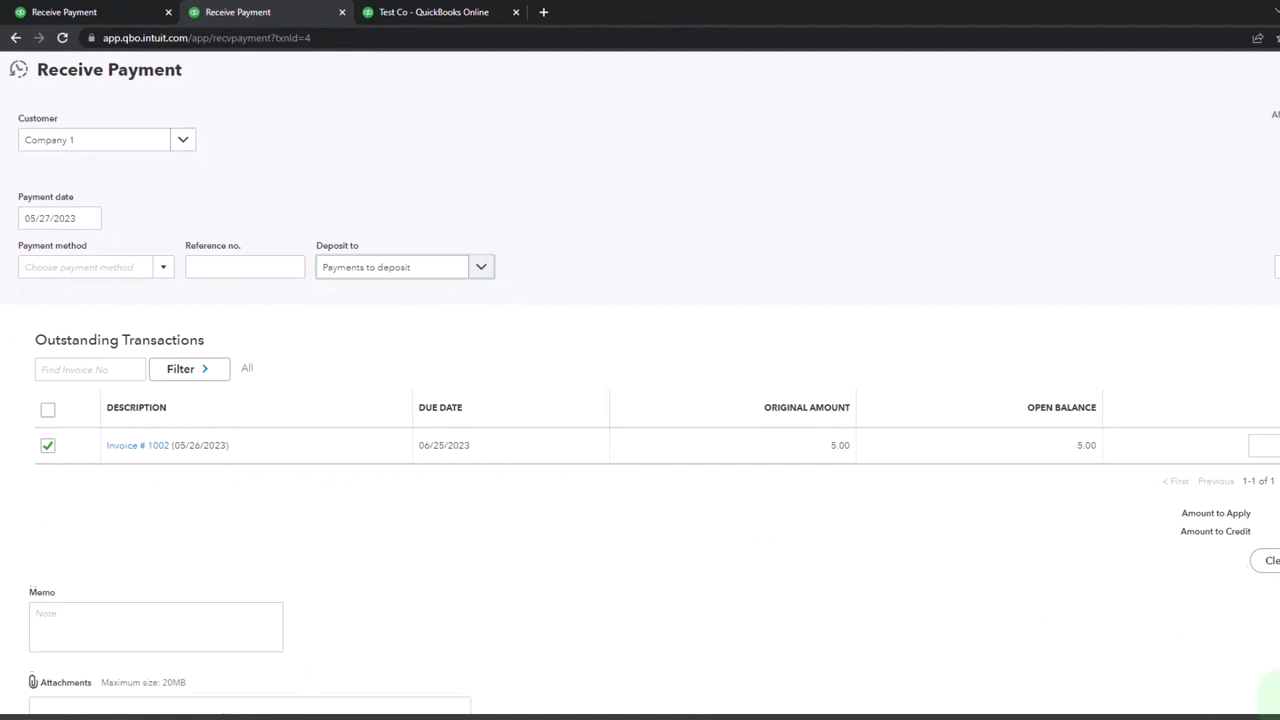 Receive Payment
Receive Payment
Test Co - QuickBooks Online
app.qbo.intuit.com/app/recvpayment?txnId=4
Receive Payment
Customer
Company 1
Payment date
05/27/2023
Payment method
Reference no.
Deposit to
Choose payment method
Payments to deposit
Outstanding Transactions
Find Invoice No.
Filter
All
DESCRIPTION
DUE DATE
ORIGINAL AMOUNT
OPEN BALANCE
Invoice # 1002 (05/26/2023)
06/25/2023
5.00
5.00
< First
Previous
1-1 of 1
Amount to Apply
Amount to Credit
Cle
Memo
Note
Attachments
Maximum size: 20MB